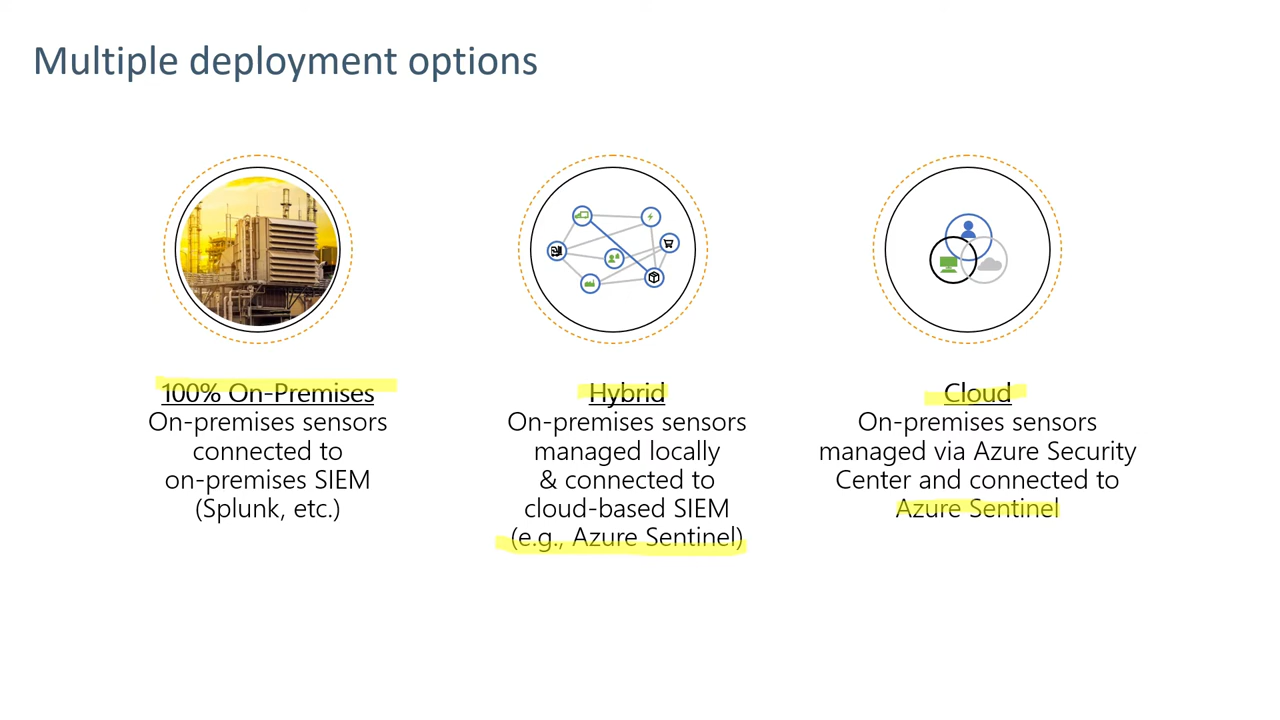 Multiple deployment options
100% On-Premises
On-premises sensors
connected to
on-premises SIEM
(Splunk, etc.)
Hybrid
On-premises sensors
managed locally
& connected to
cloud-based SIEM
(e.g., Azure Sentinel)
Cloud
On-premises sensors
managed via Azure Security
Center and connected to
Azure Sentinel